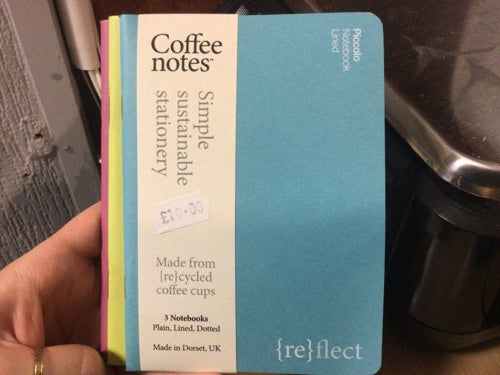 Coffee
notes™
Simple
sustainable
stationery
£10.00
Made from
{re}cycled
coffee cups
3 Notebooks
Plain, Lined, Dotted
Made in Dorset, UK
Piccolo
Notebook
Lined
{re}flect